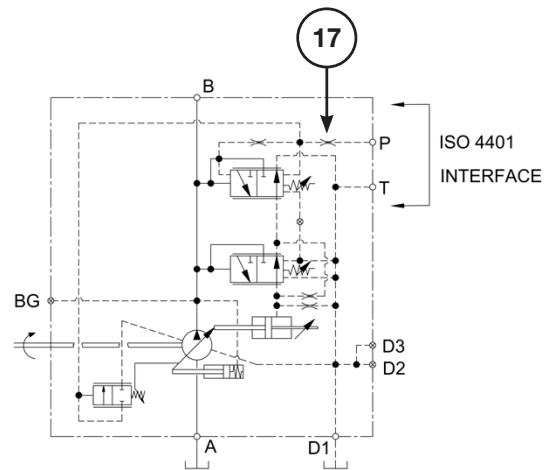 17
B
P
ISO 4401
T
INTERFACE
BG
D3
D2
A
D1